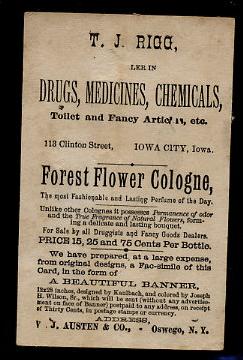 T. J. RIGG,
LER IN
DRUGS, MEDICINES, CHEMICALS,
Toilet and Fancy Articles, etc.
113 Clinton Street, IOWA CITY, Iowa.
Forest Flower Cologne,
The most Fashionable and Lasting Perfume of the Day.
Unlike other Colognes it possesses Permanence of odor
and the True Fragrance of Natural Flowers, form-
ing a delicate and lasting bouquet.
For Sale by all Druggists and Fancy Goods Dealers.
PRICE 15, 25 and 75 Cents Per Bottle.
We have prepared, at a large expense,
from original designs, a Fac-simile of this
Card, in the form of
A BEAUTIFUL BANNER,
12x28 inches, designed by Kaulbach, and colored by Joseph
H. Wilson, Sr., which will be sent (without any advertise-
ment on face of Banner) postpaid to any address, on receipt
of Thirty Cents, in postage stamps or currency.
ADDRESS,
J. AUSTEN & CO., - Oswego, N. Y.